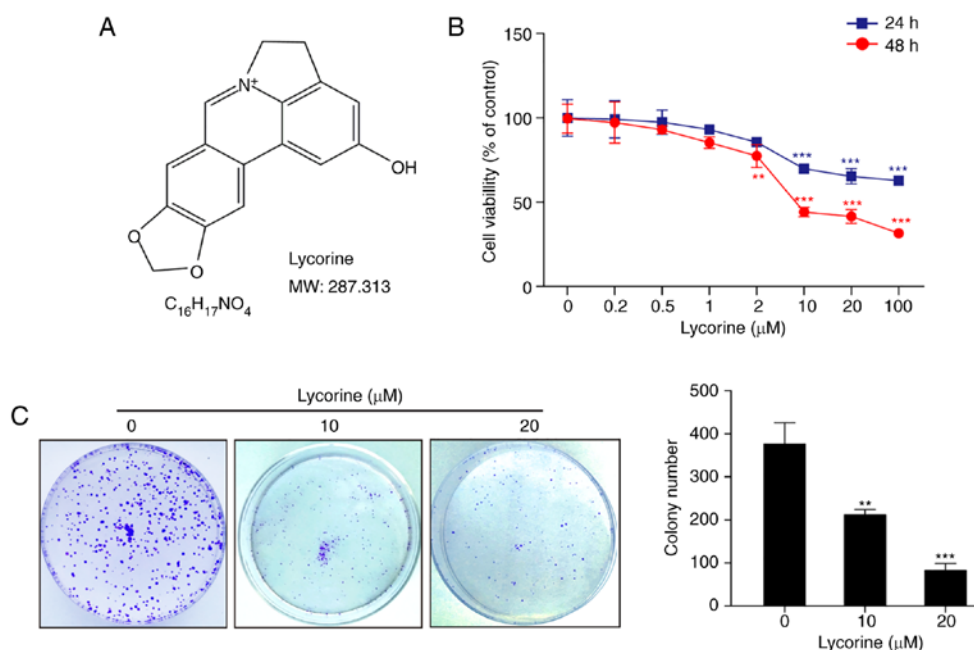 A
N⁺
OH
O
O
Lycorine
MW: 287.313
C₁₆H₁₇NO₄
B
24 h
48 h
150
100
50
0
Cell viabillity (% of control)
*** *** ***
** *** *** ***
0 0.2 0.5 1 2 10 20 100
Lycorine (μM)
C
Lycorine (μM)
0 10 20
500
400
300
200
100
0
Colony number
**
***
0 10 20
Lycorine (μM)